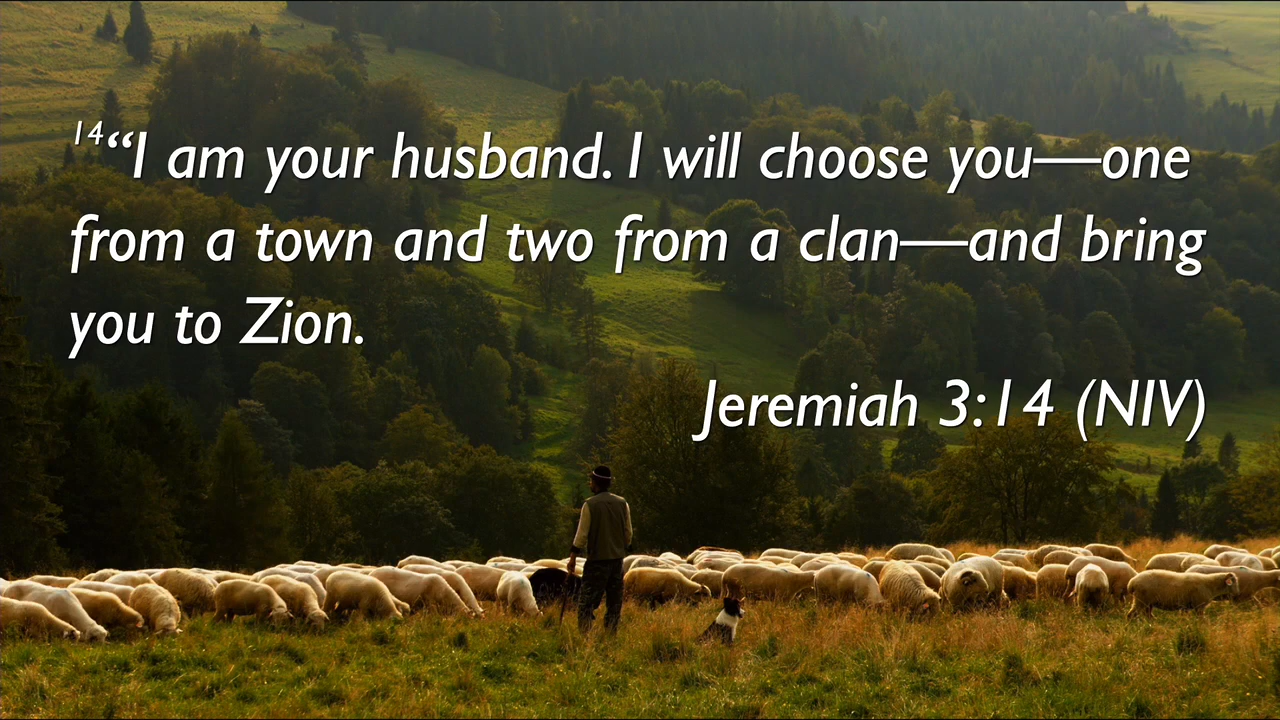 ¹⁴“I am your husband. I will choose you—one
from a town and two from a clan—and bring
you to Zion.
Jeremiah 3:14 (NIV)